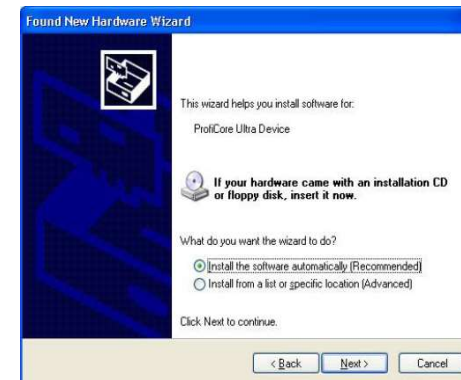 Found New Hardware Wizard
This wizard helps you install software for:
ProfiCore Ultra Device
If your hardware came with an installation CD
or floppy disk, insert it now.
What do you want the wizard to do?
Install the software automatically (Recommended)
Install from a list or specific location (Advanced)
Click Next to continue.
< Back Next > Cancel